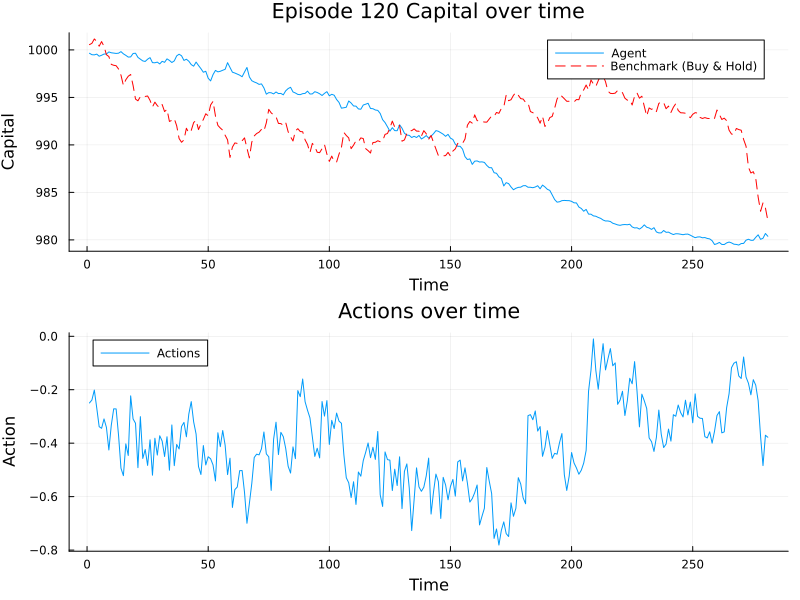 Episode 120 Capital over time
Capital
1000
995
990
985
980
Agent
Benchmark (Buy & Hold)
0 50 100 150 200 250
Time
Actions over time
Action
0.0
−0.2
−0.4
−0.6
−0.8
Actions
0 50 100 150 200 250
Time